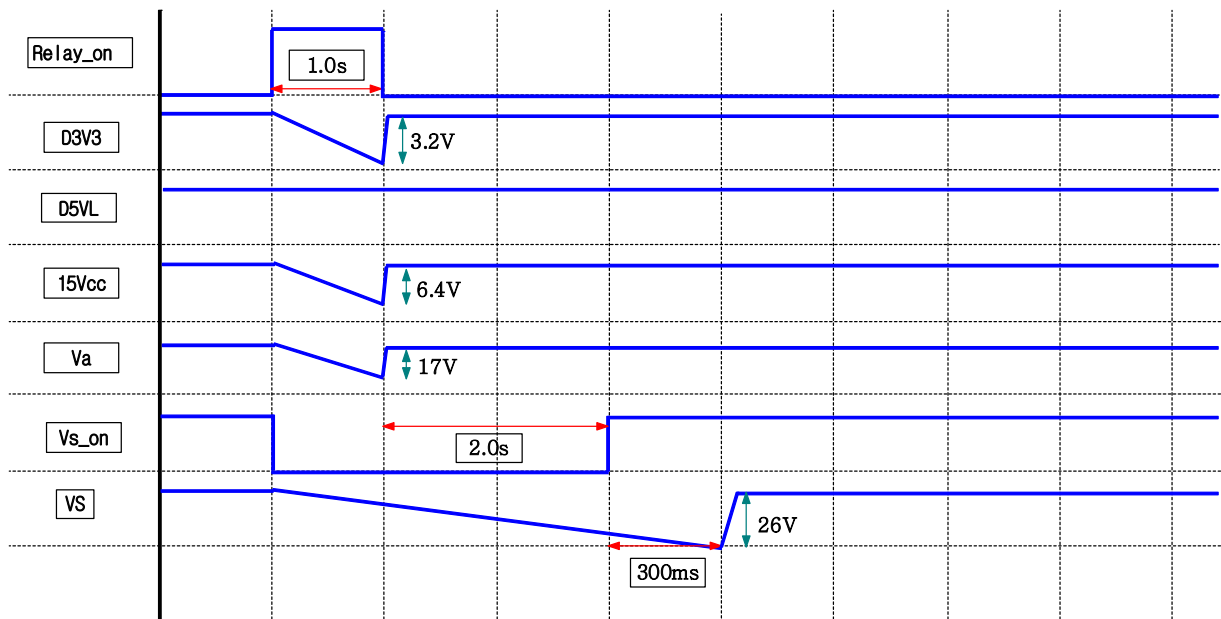 Relay_on
1.0s
D3V3
3.2V
D5VL
15Vcc
6.4V
Va
17V
Vs_on
2.0s
VS
26V
300ms